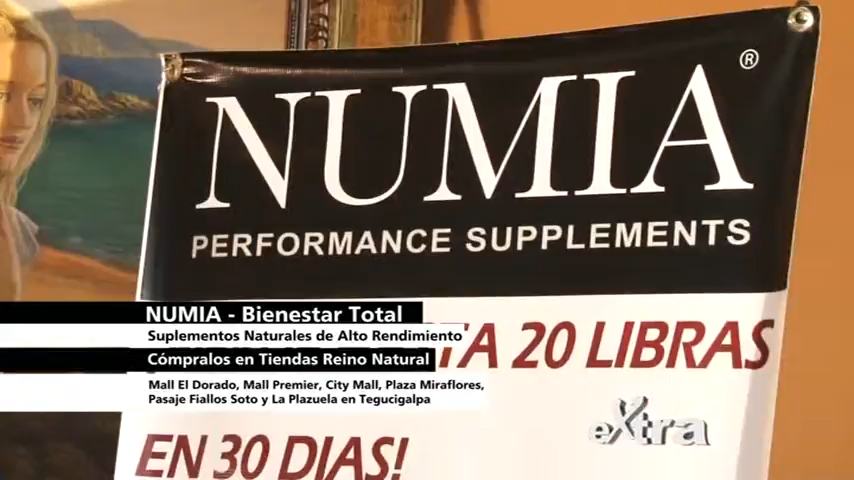 NUMIA®
PERFORMANCE SUPPLEMENTS
NUMIA - Bienestar Total
Suplementos Naturales de Alto Rendimiento
TA 20 LIBRAS
Cómpralos en Tiendas Reino Natural
Mall El Dorado, Mall Premier, City Mall, Plaza Miraflores,
Pasaje Fiallos Soto y La Plazuela en Tegucigalpa
eXtra
EN 30 DIAS!